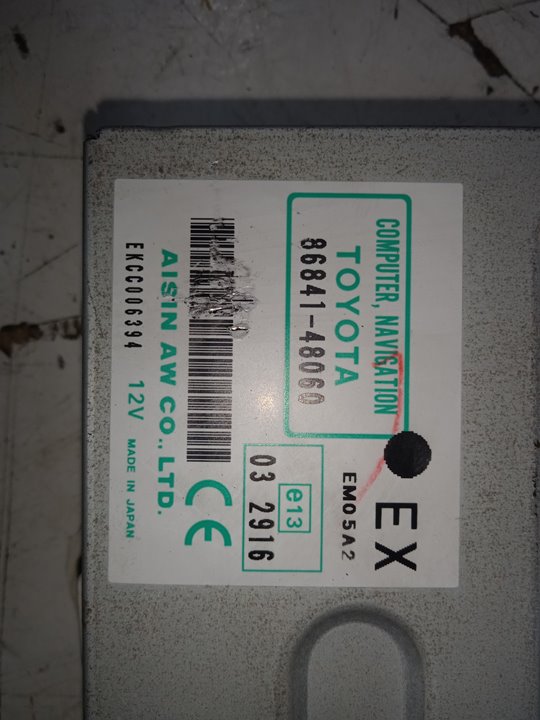 COMPUTER, NAVIGATION
TOYOTA
86841-48060
EX
EM05A2
e13
03 2916
CE
AISIN AW CO., LTD.
EKCC006394 12V MADE IN JAPAN